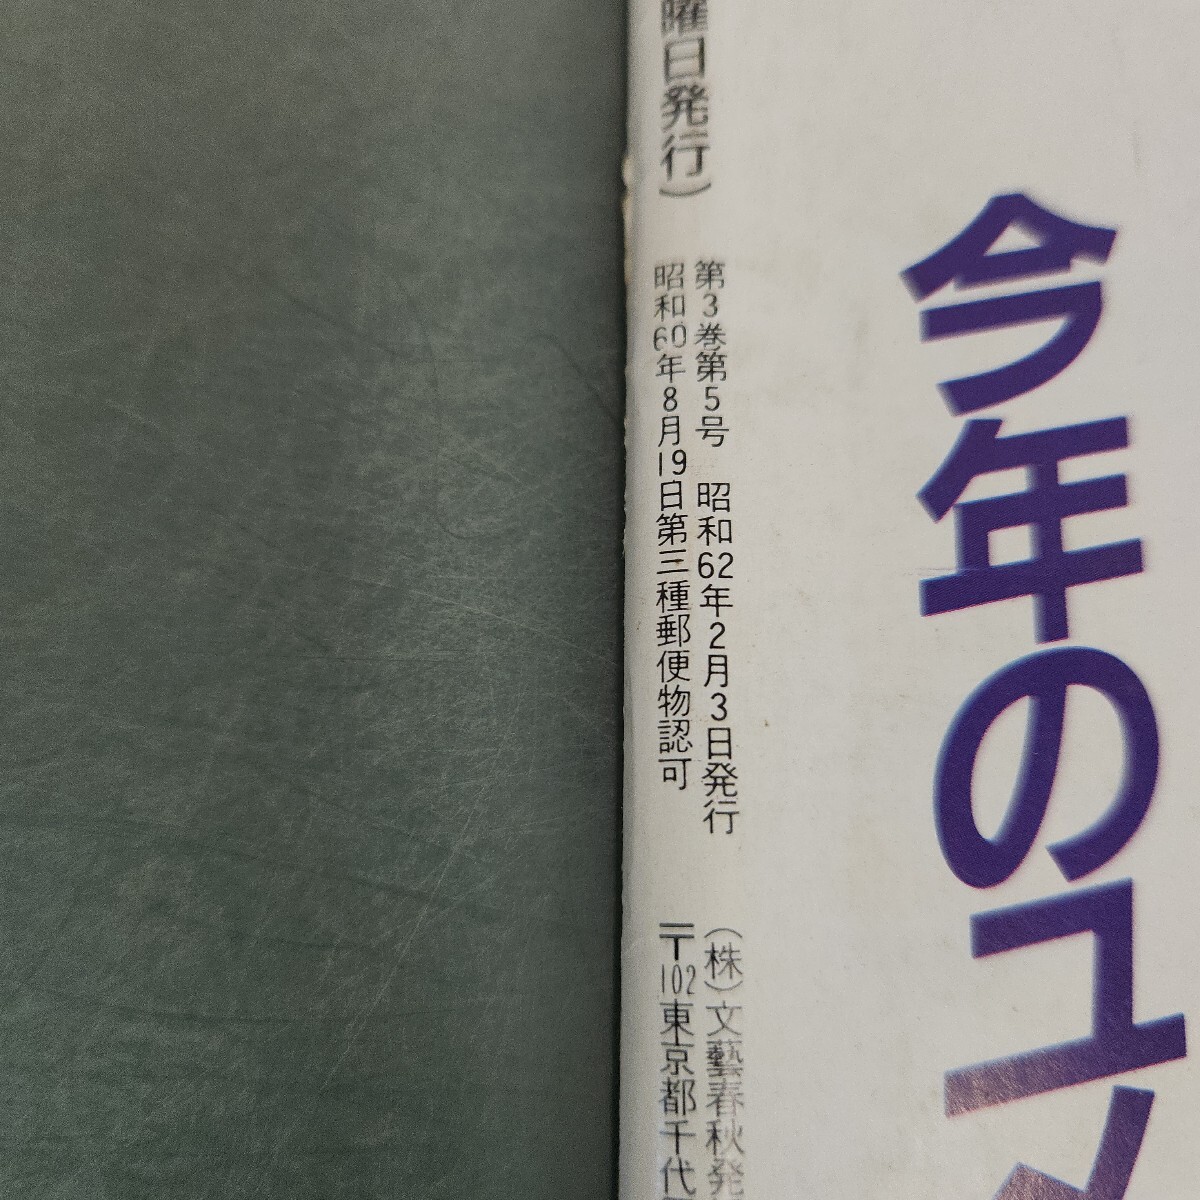 曜日発行)
第3巻第5号 昭和62年2月3日発行
昭和60年8月19日第三種郵便物認可
(株)文藝春秋発
〒102東京都千代
今年のユ